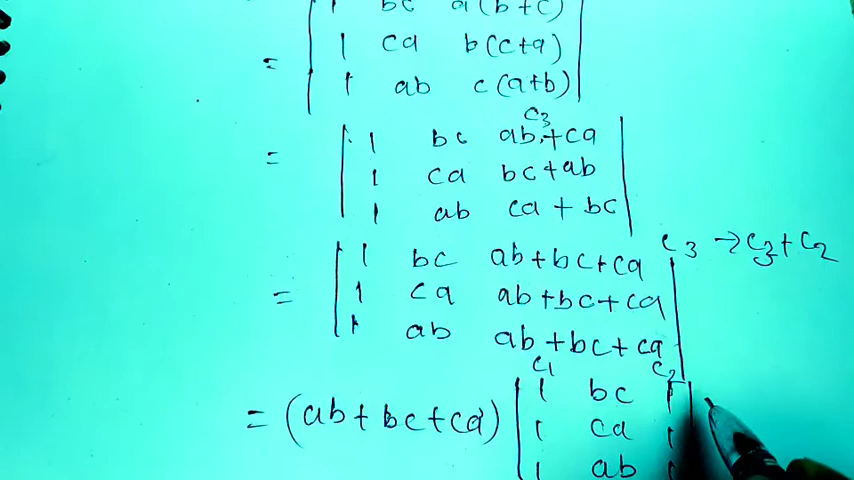 = | 1 bc a(b+c) |
| 1 ca b(c+a) |
| 1 ab c(a+b) |
C3
= | 1 bc ab+ca |
| 1 ca bc+ab |
| 1 ab ca+bc |
C3 → C3+C2
= | 1 bc ab+bc+ca |
| 1 ca ab+bc+ca |
| 1 ab ab+bc+ca |
C1 C2
= (ab+bc+ca) | 1 bc 1 |
| 1 ca 1 |
| 1 ab 1